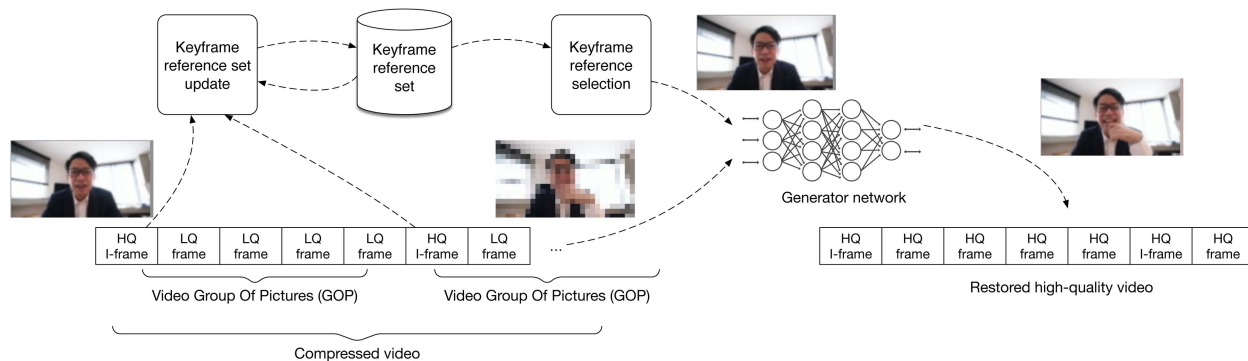 Keyframe
reference set
update
Keyframe
reference
set
Keyframe
reference
selection
Generator network
HQ
I-frame
LQ
frame
LQ
frame
LQ
frame
LQ
frame
HQ
I-frame
LQ
frame
...
HQ
I-frame
HQ
frame
HQ
frame
HQ
frame
HQ
frame
HQ
I-frame
HQ
frame
Video Group Of Pictures (GOP)
Video Group Of Pictures (GOP)
Restored high-quality video
Compressed video